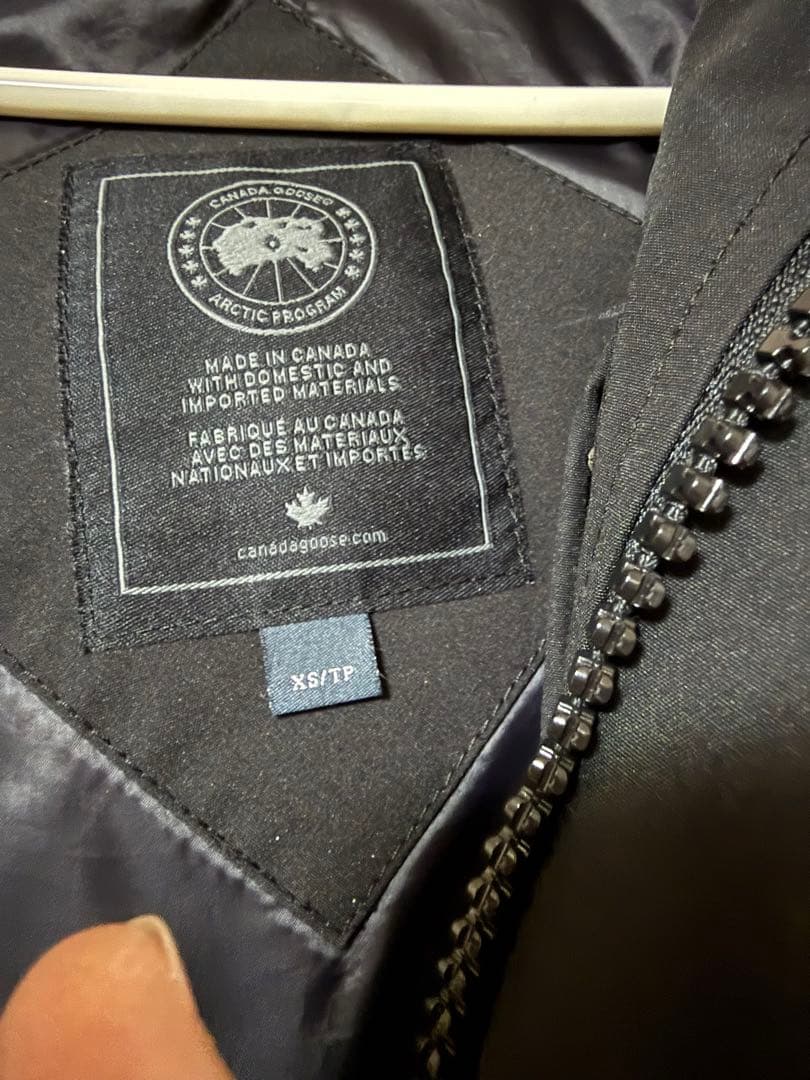 CANADA GOOSE®
ARCTIC PROGRAM
MADE IN CANADA
WITH DOMESTIC AND
IMPORTED MATERIALS
FABRIQUÉ AU CANADA
AVEC DES MATERIAUX
NATIONAUX ET IMPORTÉS
canadagoose.com
XS/TP